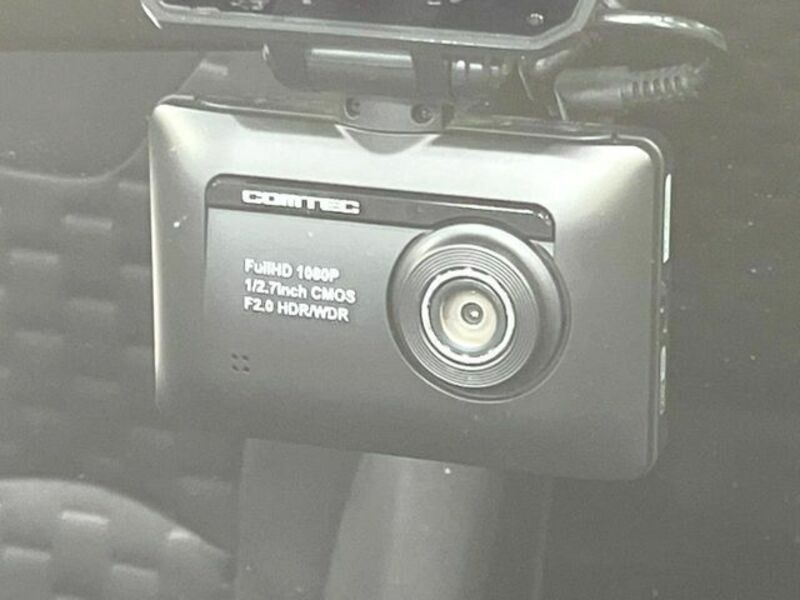 COMTEC
FullHD 1080P
1/2.7inch CMOS
F2.0 HDR/WDR